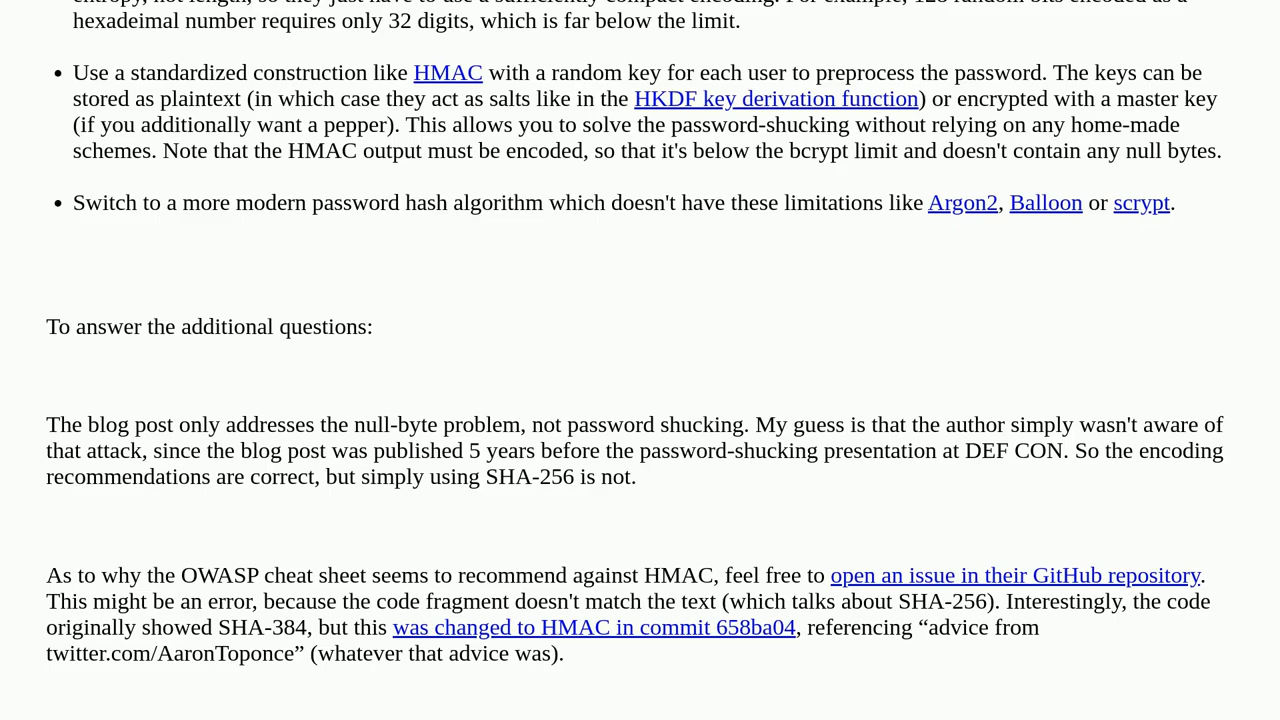 hexadeimal number requires only 32 digits, which is far below the limit.
Use a standardized construction like HMAC with a random key for each user to preprocess the password. The keys can be
stored as plaintext (in which case they act as salts like in the HKDF key derivation function) or encrypted with a master key
(if you additionally want a pepper). This allows you to solve the password-shucking without relying on any home-made
schemes. Note that the HMAC output must be encoded, so that it's below the bcrypt limit and doesn't contain any null bytes.
Switch to a more modern password hash algorithm which doesn't have these limitations like Argon2, Balloon or scrypt.
To answer the additional questions:
The blog post only addresses the null-byte problem, not password shucking. My guess is that the author simply wasn't aware of
that attack, since the blog post was published 5 years before the password-shucking presentation at DEF CON. So the encoding
recommendations are correct, but simply using SHA-256 is not.
As to why the OWASP cheat sheet seems to recommend against HMAC, feel free to open an issue in their GitHub repository.
This might be an error, because the code fragment doesn't match the text (which talks about SHA-256). Interestingly, the code
originally showed SHA-384, but this was changed to HMAC in commit 658ba04, referencing “advice from
twitter.com/AaronToponce” (whatever that advice was).